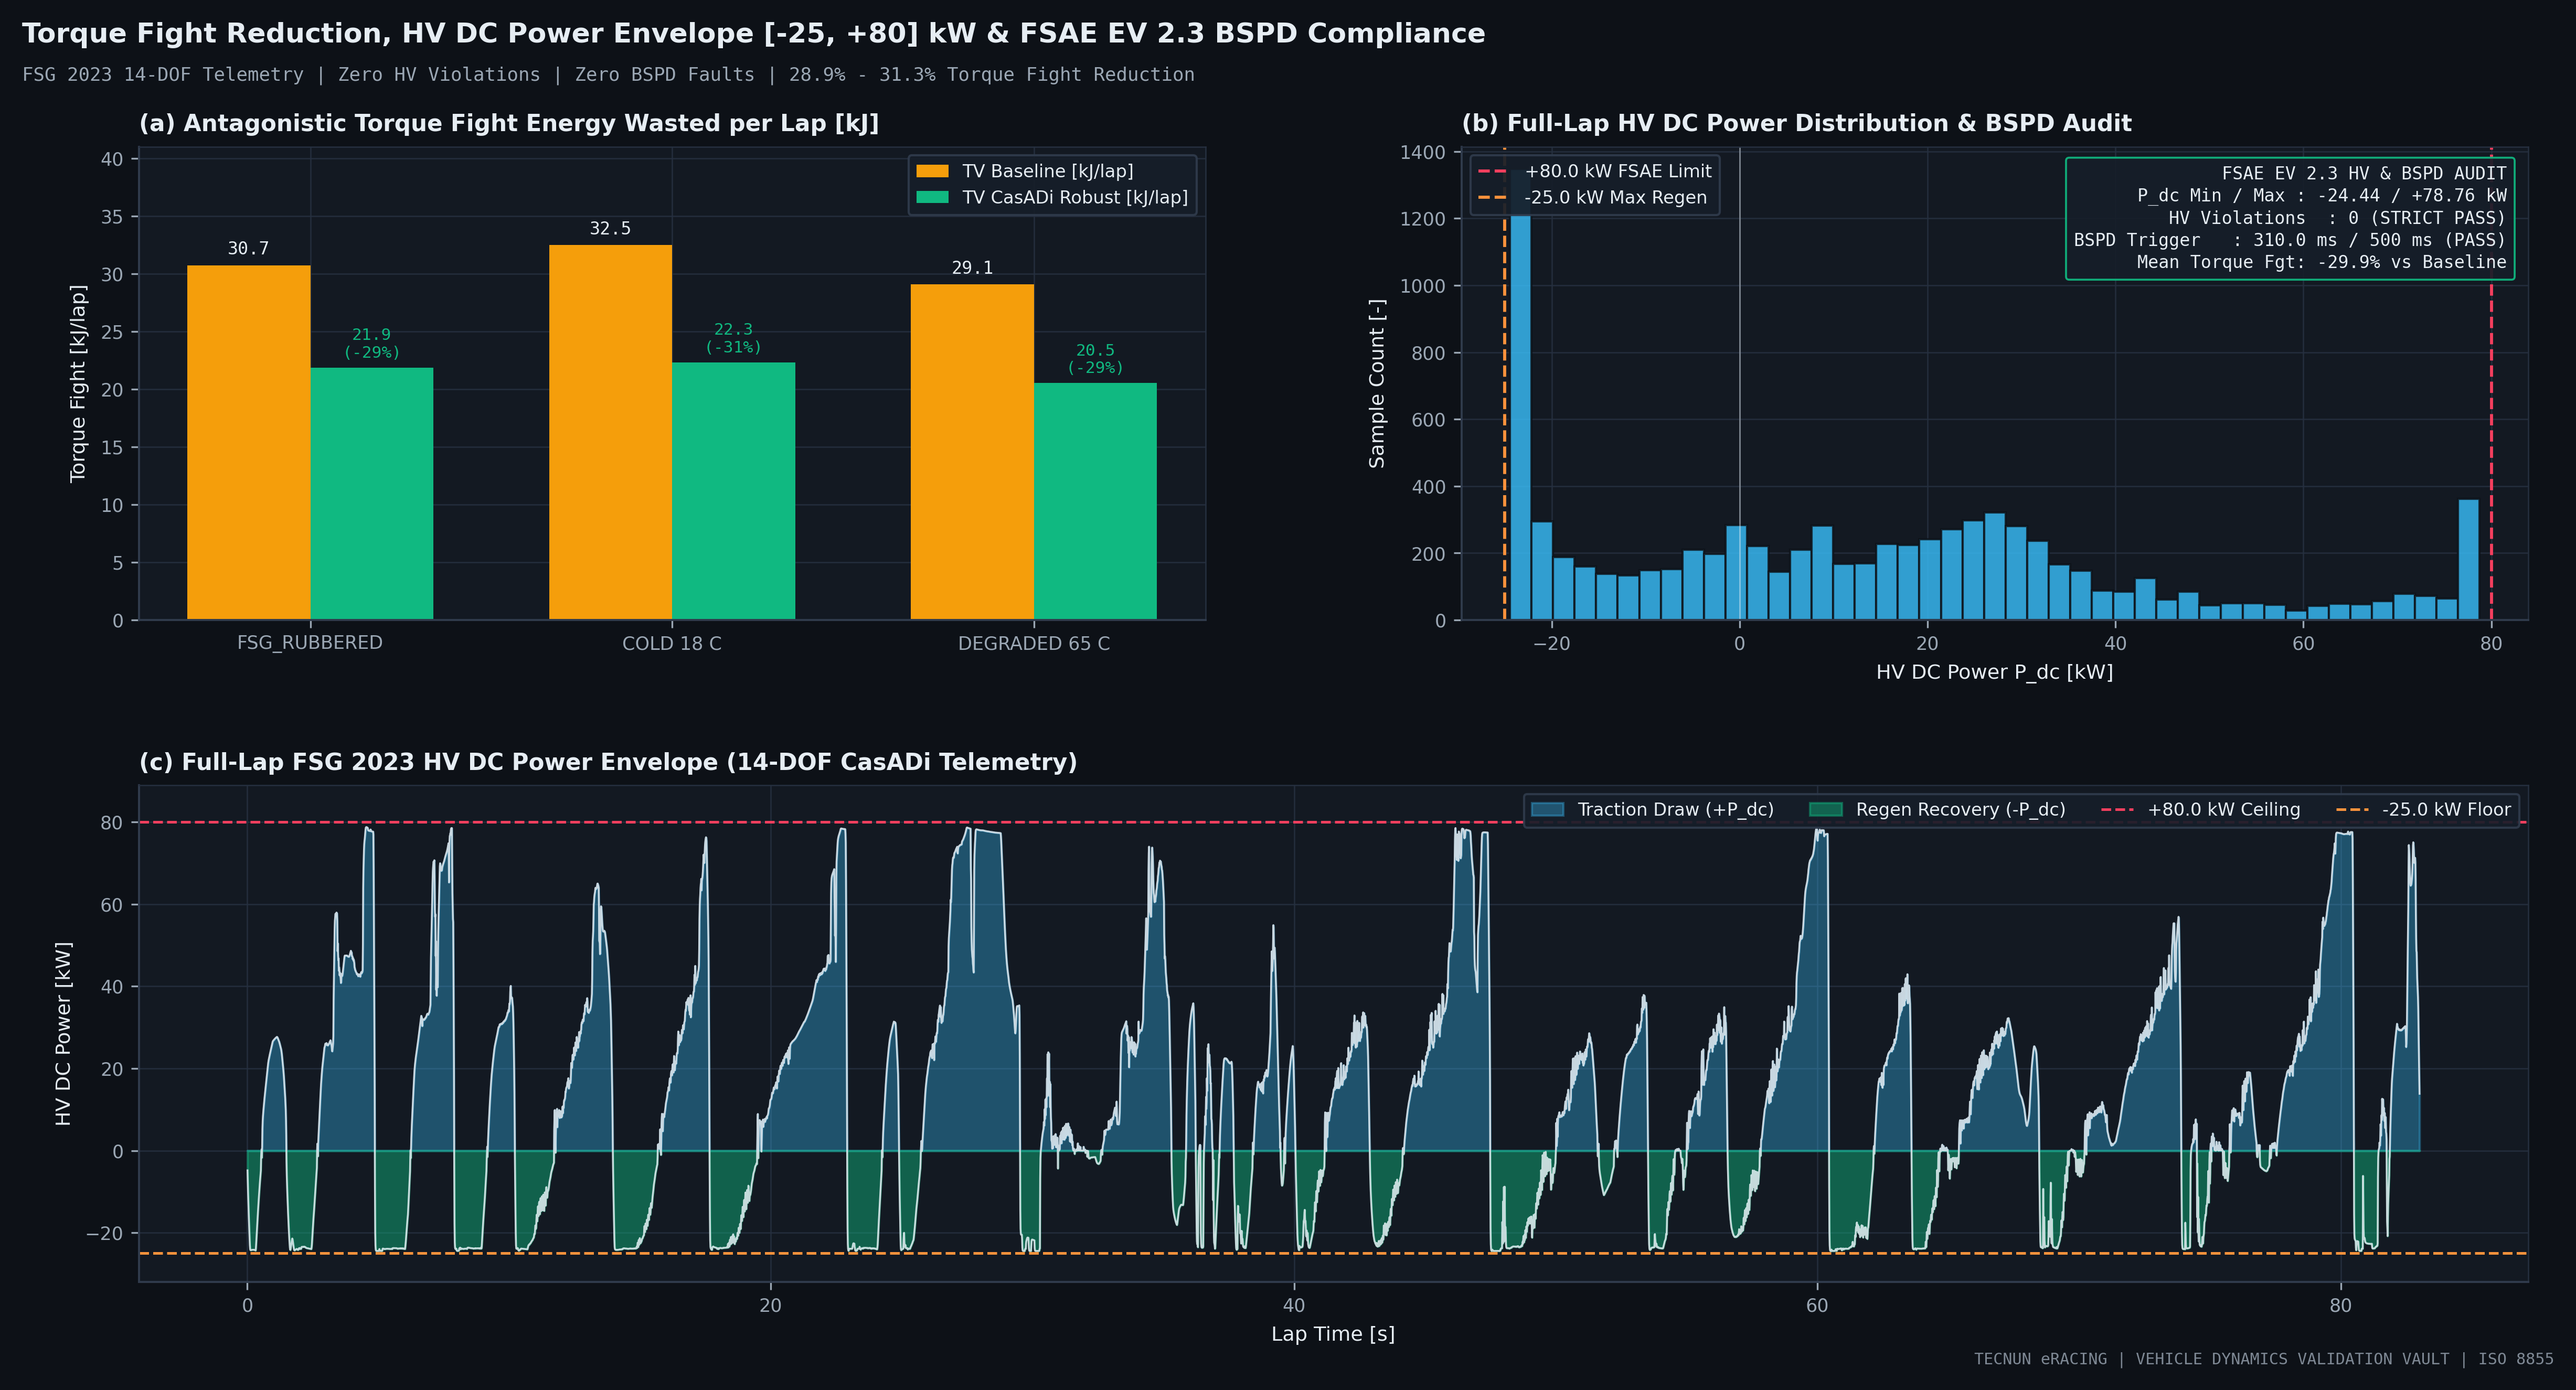 Torque Fight Reduction, HV DC Power Envelope [-25, +80] kW & FSAE EV 2.3 BSPD Compliance
FSG 2023 14-DOF Telemetry | Zero HV Violations | Zero BSPD Faults | 28.9% - 31.3% Torque Fight Reduction
(a) Antagonistic Torque Fight Energy Wasted per Lap [kJ]
TV Baseline [kJ/lap]
TV CasADi Robust [kJ/lap]
Torque Fight [kJ/lap]
40
35
30
25
20
15
10
5
0
30.7
21.9
(-29%)
32.5
22.3
(-31%)
29.1
20.5
(-29%)
FSG_RUBBERED
COLD 18 C
DEGRADED 65 C
(b) Full-Lap HV DC Power Distribution & BSPD Audit
+80.0 kW FSAE Limit
-25.0 kW Max Regen
FSAE EV 2.3 HV & BSPD AUDIT
P_dc Min / Max : -24.44 / +78.76 kW
HV Violations  : 0 (STRICT PASS)
BSPD Trigger   : 310.0 ms / 500 ms (PASS)
Mean Torque Fgt: -29.9% vs Baseline
Sample Count [-]
1400
1200
1000
800
600
400
200
0
−20
0
20
40
60
80
HV DC Power P_dc [kW]
(c) Full-Lap FSG 2023 HV DC Power Envelope (14-DOF CasADi Telemetry)
Traction Draw (+P_dc)
Regen Recovery (-P_dc)
+80.0 kW Ceiling
-25.0 kW Floor
HV DC Power [kW]
80
60
40
20
0
−20
0
20
40
60
80
Lap Time [s]
TECNUN eRACING | VEHICLE DYNAMICS VALIDATION VAULT | ISO 8855